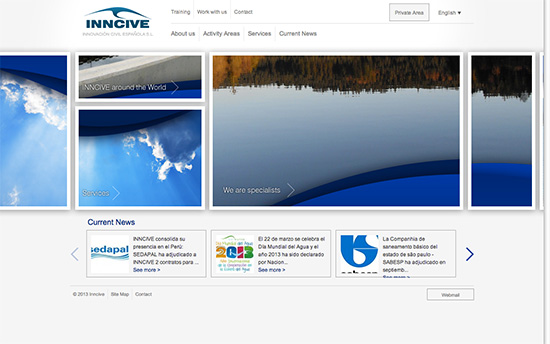 Training Work with us Contact
Private Area
English
INNCIVE
INNOVACIÓN CIVIL ESPAÑOLA S.L.
About us Activity Areas Services Current News
INNCIVE around the World
Services
We are specialists
Current News
sedapal
INNCIVE consolida su
presencia en el Perú:
SEDAPAL ha adjudicado a
INNCIVE 2 contratos para ...
See more >
2013
El 22 de marzo se celebra el
Día Mundial del Agua y el
año 2013 ha sido declarado
por Nacion...
See more >
sabesp
La Companhia de
saneamento básico del
estado de são paulo -
SABESP ha adjudicado en
septiemb...
See more >
© 2013 Inncive Site Map Contact
Webmail